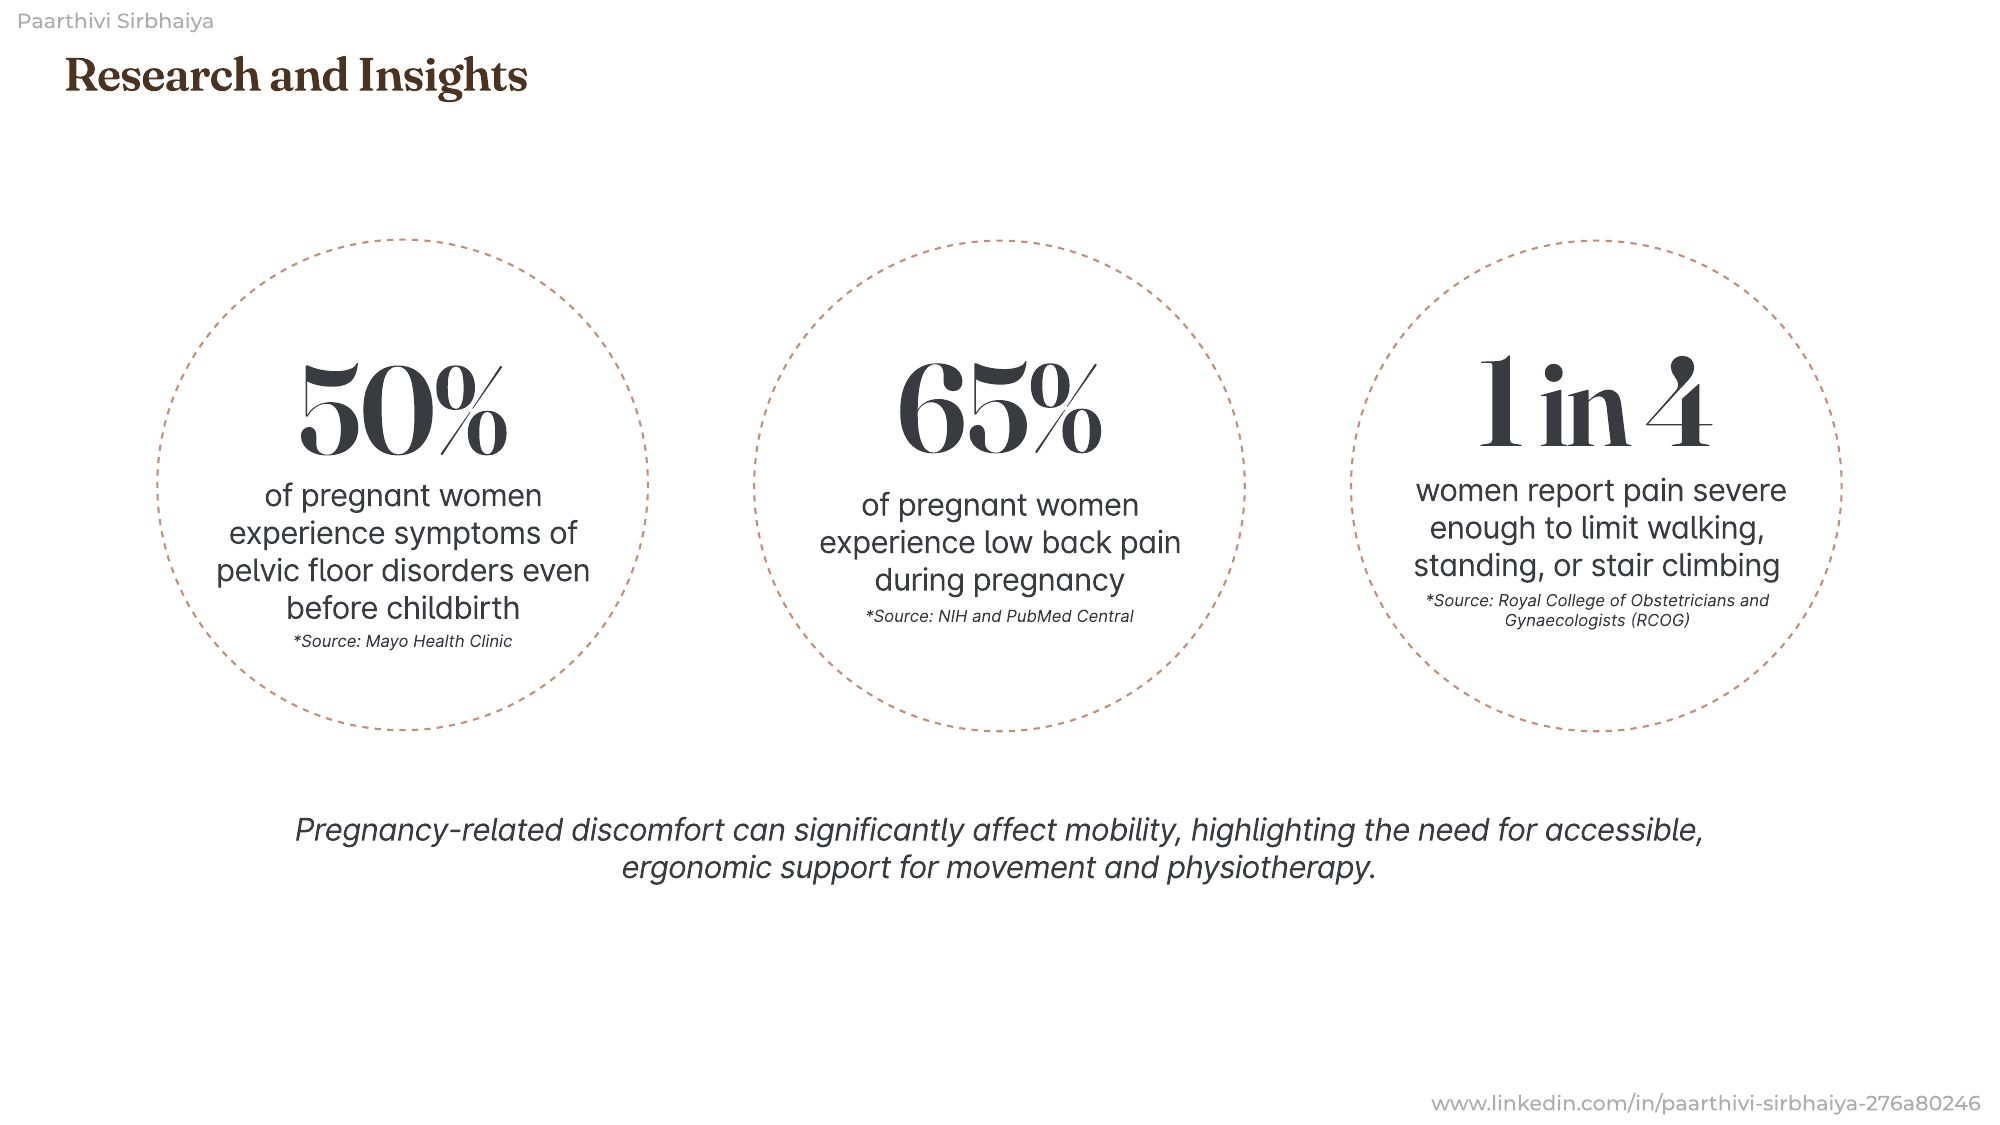 Paarthivi Sirbhaiya
Research and Insights
50%
of pregnant women
experience symptoms of
pelvic floor disorders even
before childbirth
*Source: Mayo Health Clinic
65%
of pregnant women
experience low back pain
during pregnancy
*Source: NIH and PubMed Central
1 in 4
women report pain severe
enough to limit walking,
standing, or stair climbing
*Source: Royal College of Obstetricians and
Gynaecologists (RCOG)
Pregnancy-related discomfort can significantly affect mobility, highlighting the need for accessible,
ergonomic support for movement and physiotherapy.
www.linkedin.com/in/paarthivi-sirbhaiya-276a80246